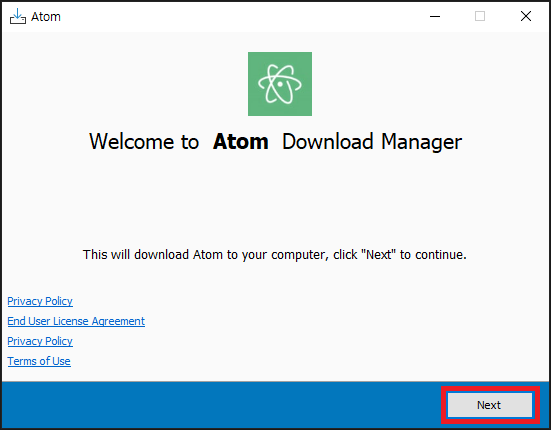 Atom
Welcome to Atom Download Manager
This will download Atom to your computer, click "Next" to continue.
Privacy Policy
End User License Agreement
Privacy Policy
Terms of Use
Next